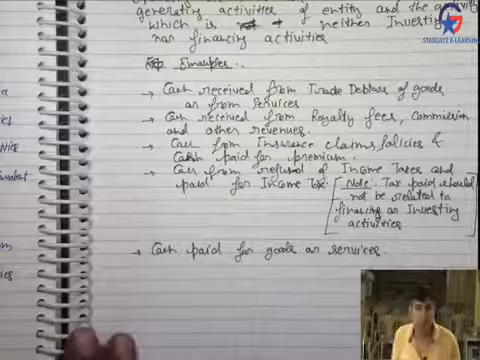 generating activities of entity and the activity
which is neither Investing
nor financing activities
STARGATE E-LEARNING
Examples :.
→ Cash received from Trade Debtors of goods
or from services
→ Cash received from Royalty fees, Commission
and other revenues.
→ Cash from Insurance claims, policies &
Cash paid for premium.
→ Cash from refund of Income Taxes and
paid for Income Tax. [Note: Tax paid should
not be related to
financing or Investing
activities]
→ Cash paid for goods or services.